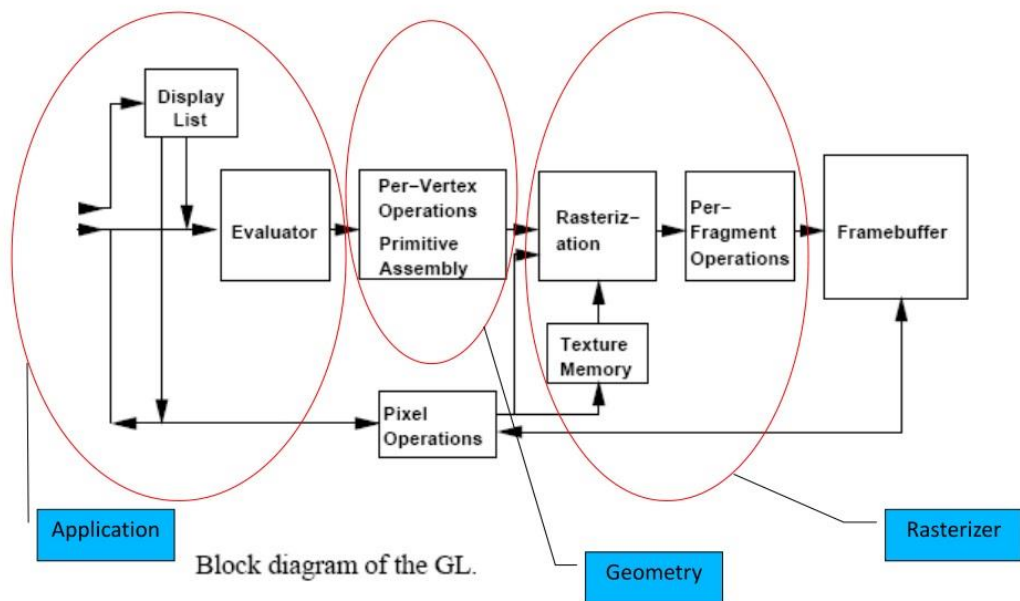 Display
List
Evaluator
Per-Vertex
Operations
Primitive
Assembly
Rasteriz-
ation
Per-
Fragment
Operations
Framebuffer
Texture
Memory
Pixel
Operations
Application
Geometry
Rasterizer
Block diagram of the GL.